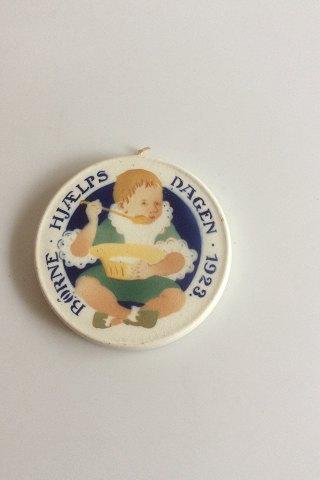 BØRNE · HJÆLPS DAGEN · 1923.